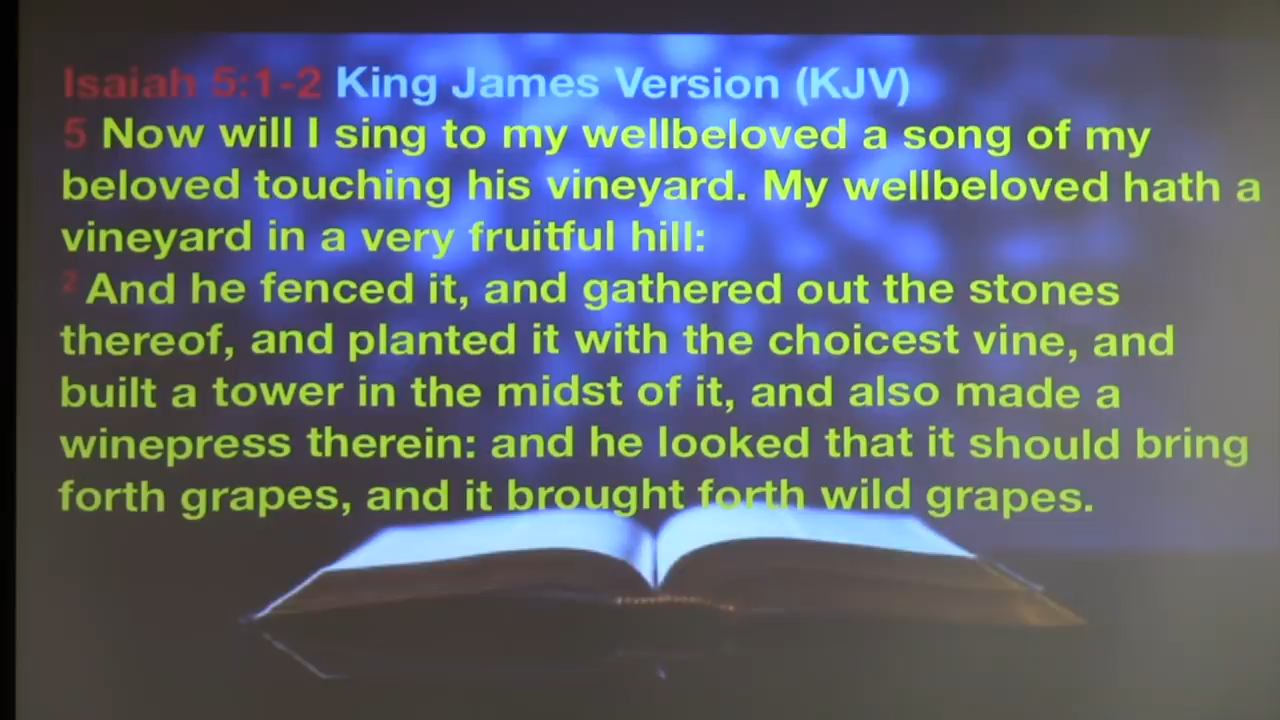 Isaiah 5:1-2 King James Version (KJV)
5 Now will I sing to my wellbeloved a song of my
beloved touching his vineyard. My wellbeloved hath a
vineyard in a very fruitful hill:
2 And he fenced it, and gathered out the stones
thereof, and planted it with the choicest vine, and
built a tower in the midst of it, and also made a
winepress therein: and he looked that it should bring
forth grapes, and it brought forth wild grapes.